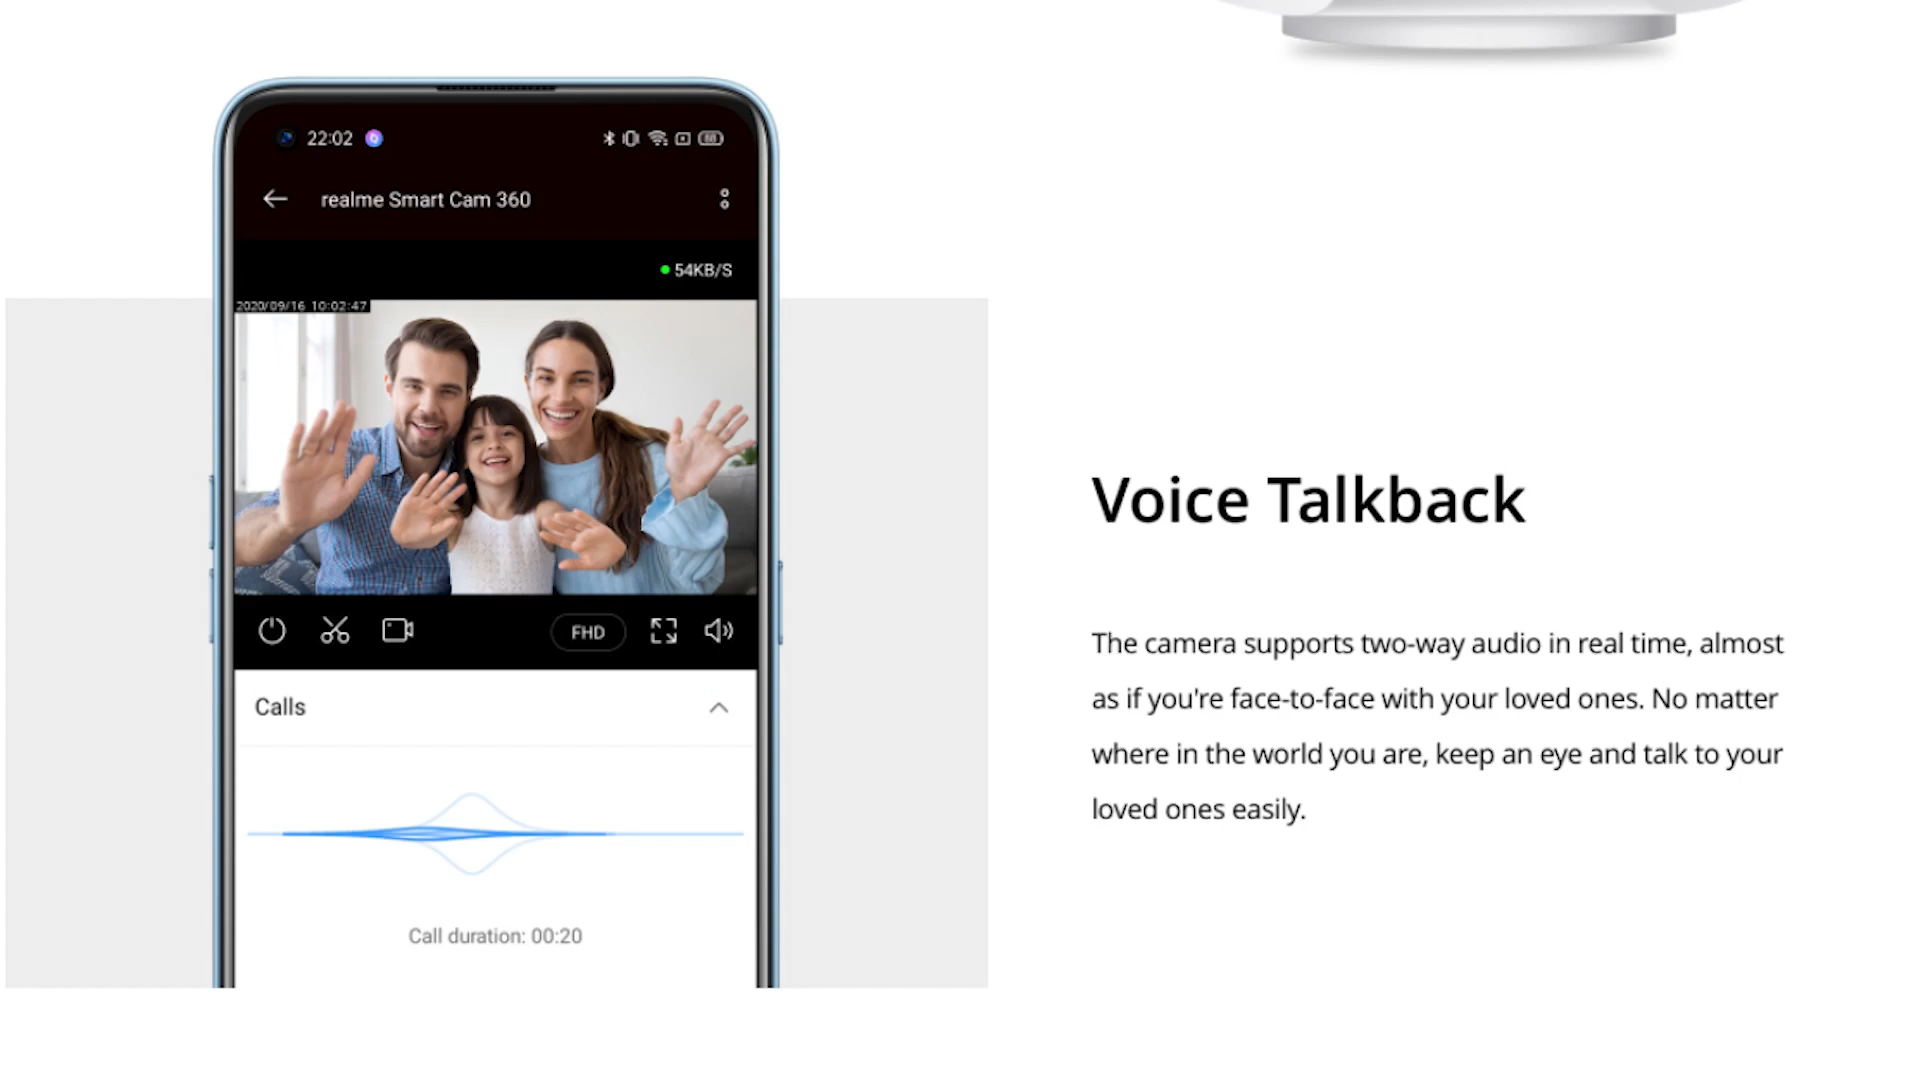 22:02
88
realme Smart Cam 360
54KB/S
2020/09/16 10:02:47
FHD
Calls
Call duration: 00:20
Voice Talkback
The camera supports two-way audio in real time, almost
as if you're face-to-face with your loved ones. No matter
where in the world you are, keep an eye and talk to your
loved ones easily.